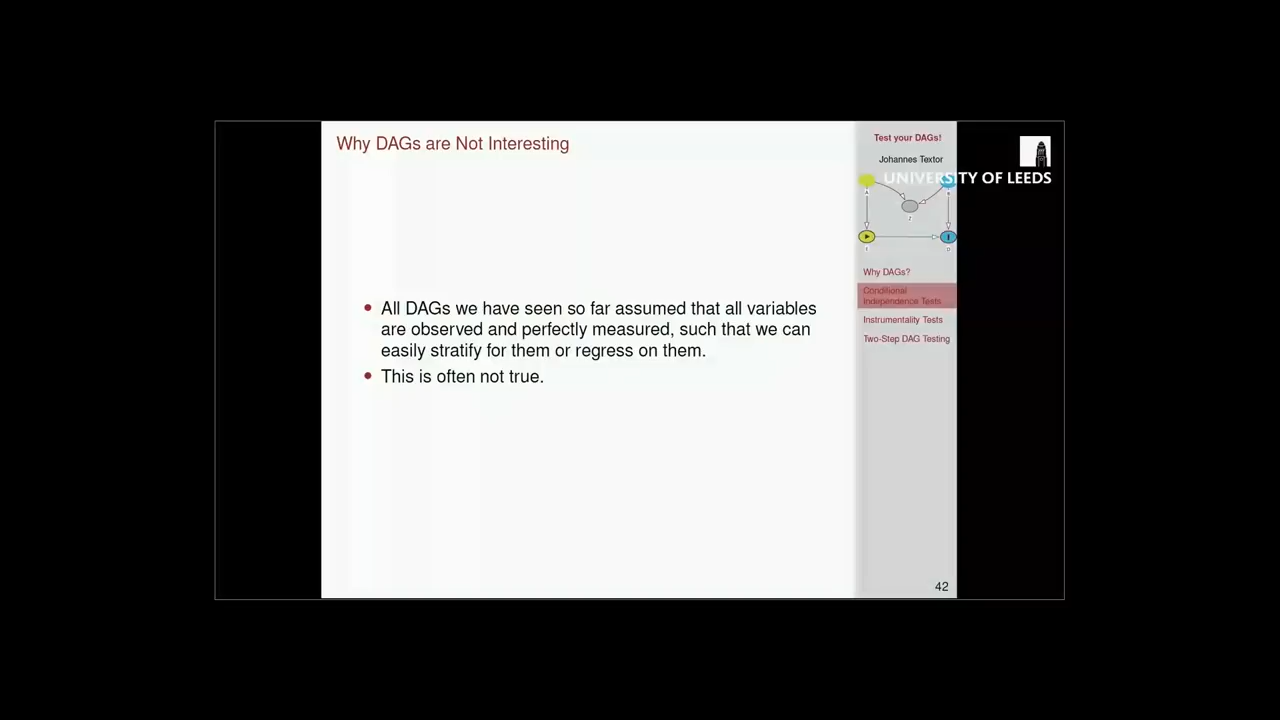 Why DAGs are Not Interesting
All DAGs we have seen so far assumed that all variables
are observed and perfectly measured, such that we can
easily stratify for them or regress on them.
This is often not true.
Test your DAGs!
Johannes Textor
UNIVERSITY OF LEEDS
Why DAGs?
Conditional
Independence Tests
Instrumentality Tests
Two-Step DAG Testing
42